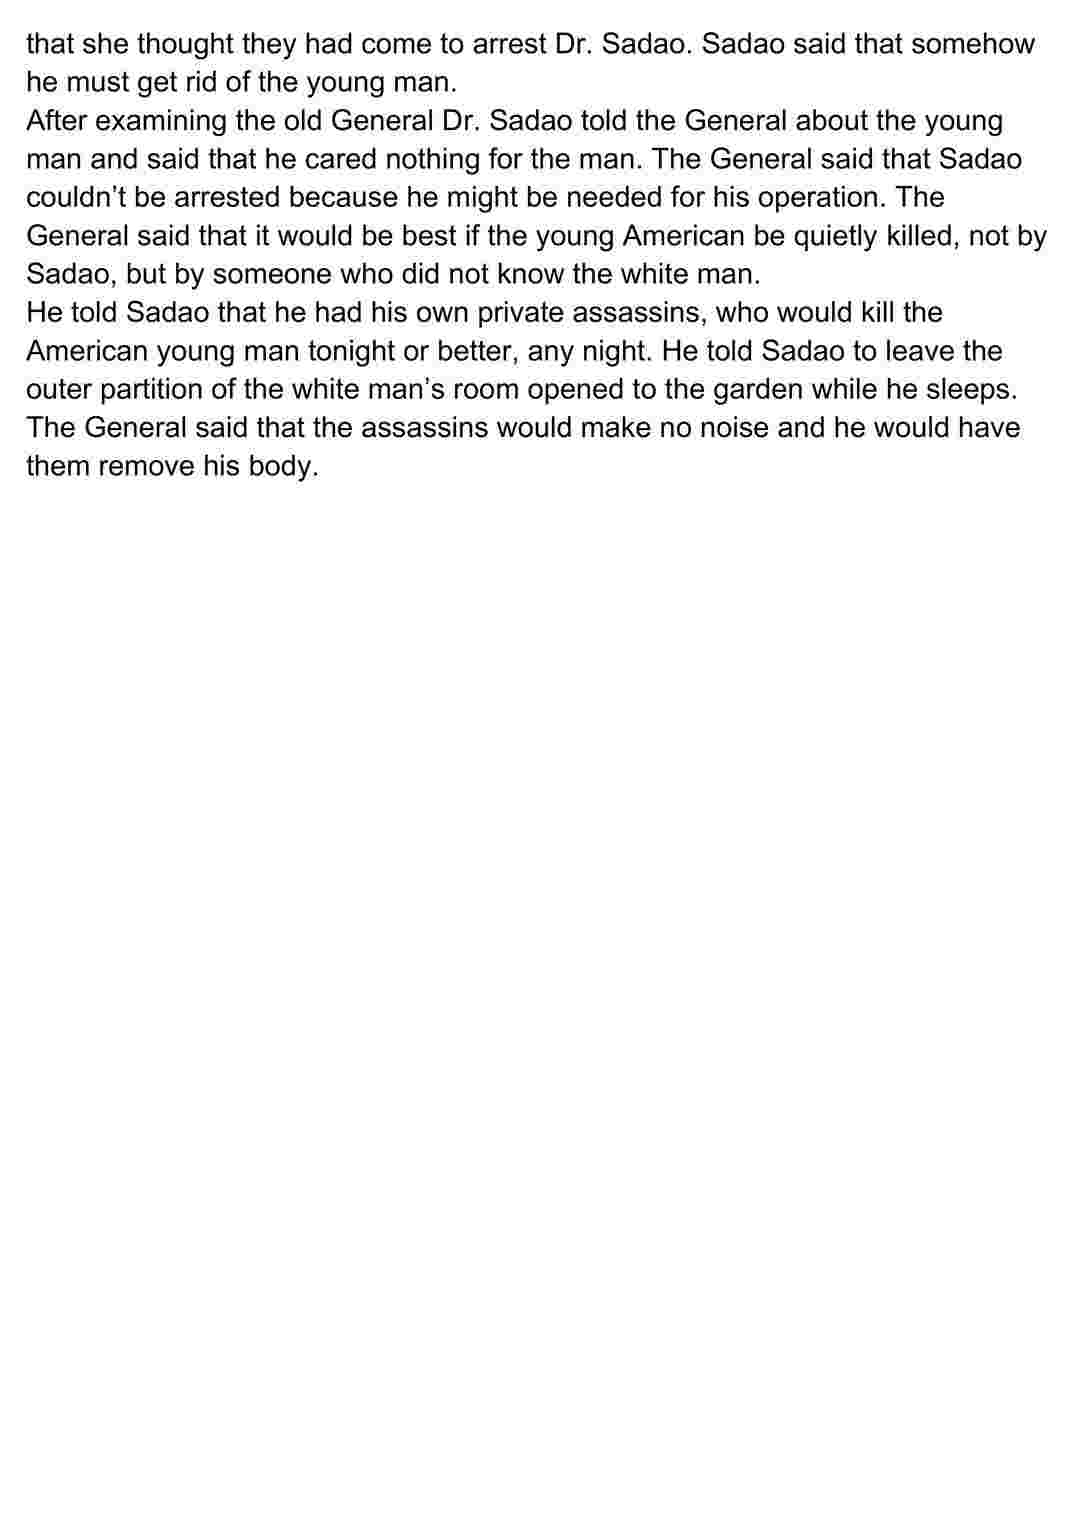 that she thought they had come to arrest Dr. Sadao. Sadao said that somehow
he must get rid of the young man.
After examining the old General Dr. Sadao told the General about the young
man and said that he cared nothing for the man. The General said that Sadao
couldn’t be arrested because he might be needed for his operation. The
General said that it would be best if the young American be quietly killed, not by
Sadao, but by someone who did not know the white man.
He told Sadao that he had his own private assassins, who would kill the
American young man tonight or better, any night. He told Sadao to leave the
outer partition of the white man’s room opened to the garden while he sleeps.
The General said that the assassins would make no noise and he would have
them remove his body.